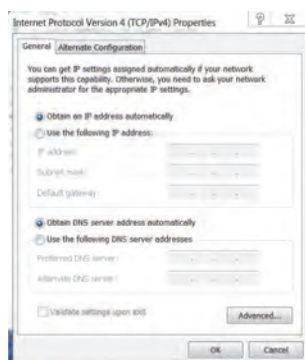 Internet Protocol Version 4 (TCP/IPv4) Properties
General Alternate Configuration
You can get IP settings assigned automatically if your network
supports this capability. Otherwise, you need to ask your network
administrator for the appropriate IP settings.
Obtain an IP address automatically
Use the following IP address:
IP address:
Subnet mask:
Default gateway:
Obtain DNS server address automatically
Use the following DNS server addresses
Preferred DNS server:
Alternate DNS server:
Validate settings upon exit
Advanced...
OK Cancel